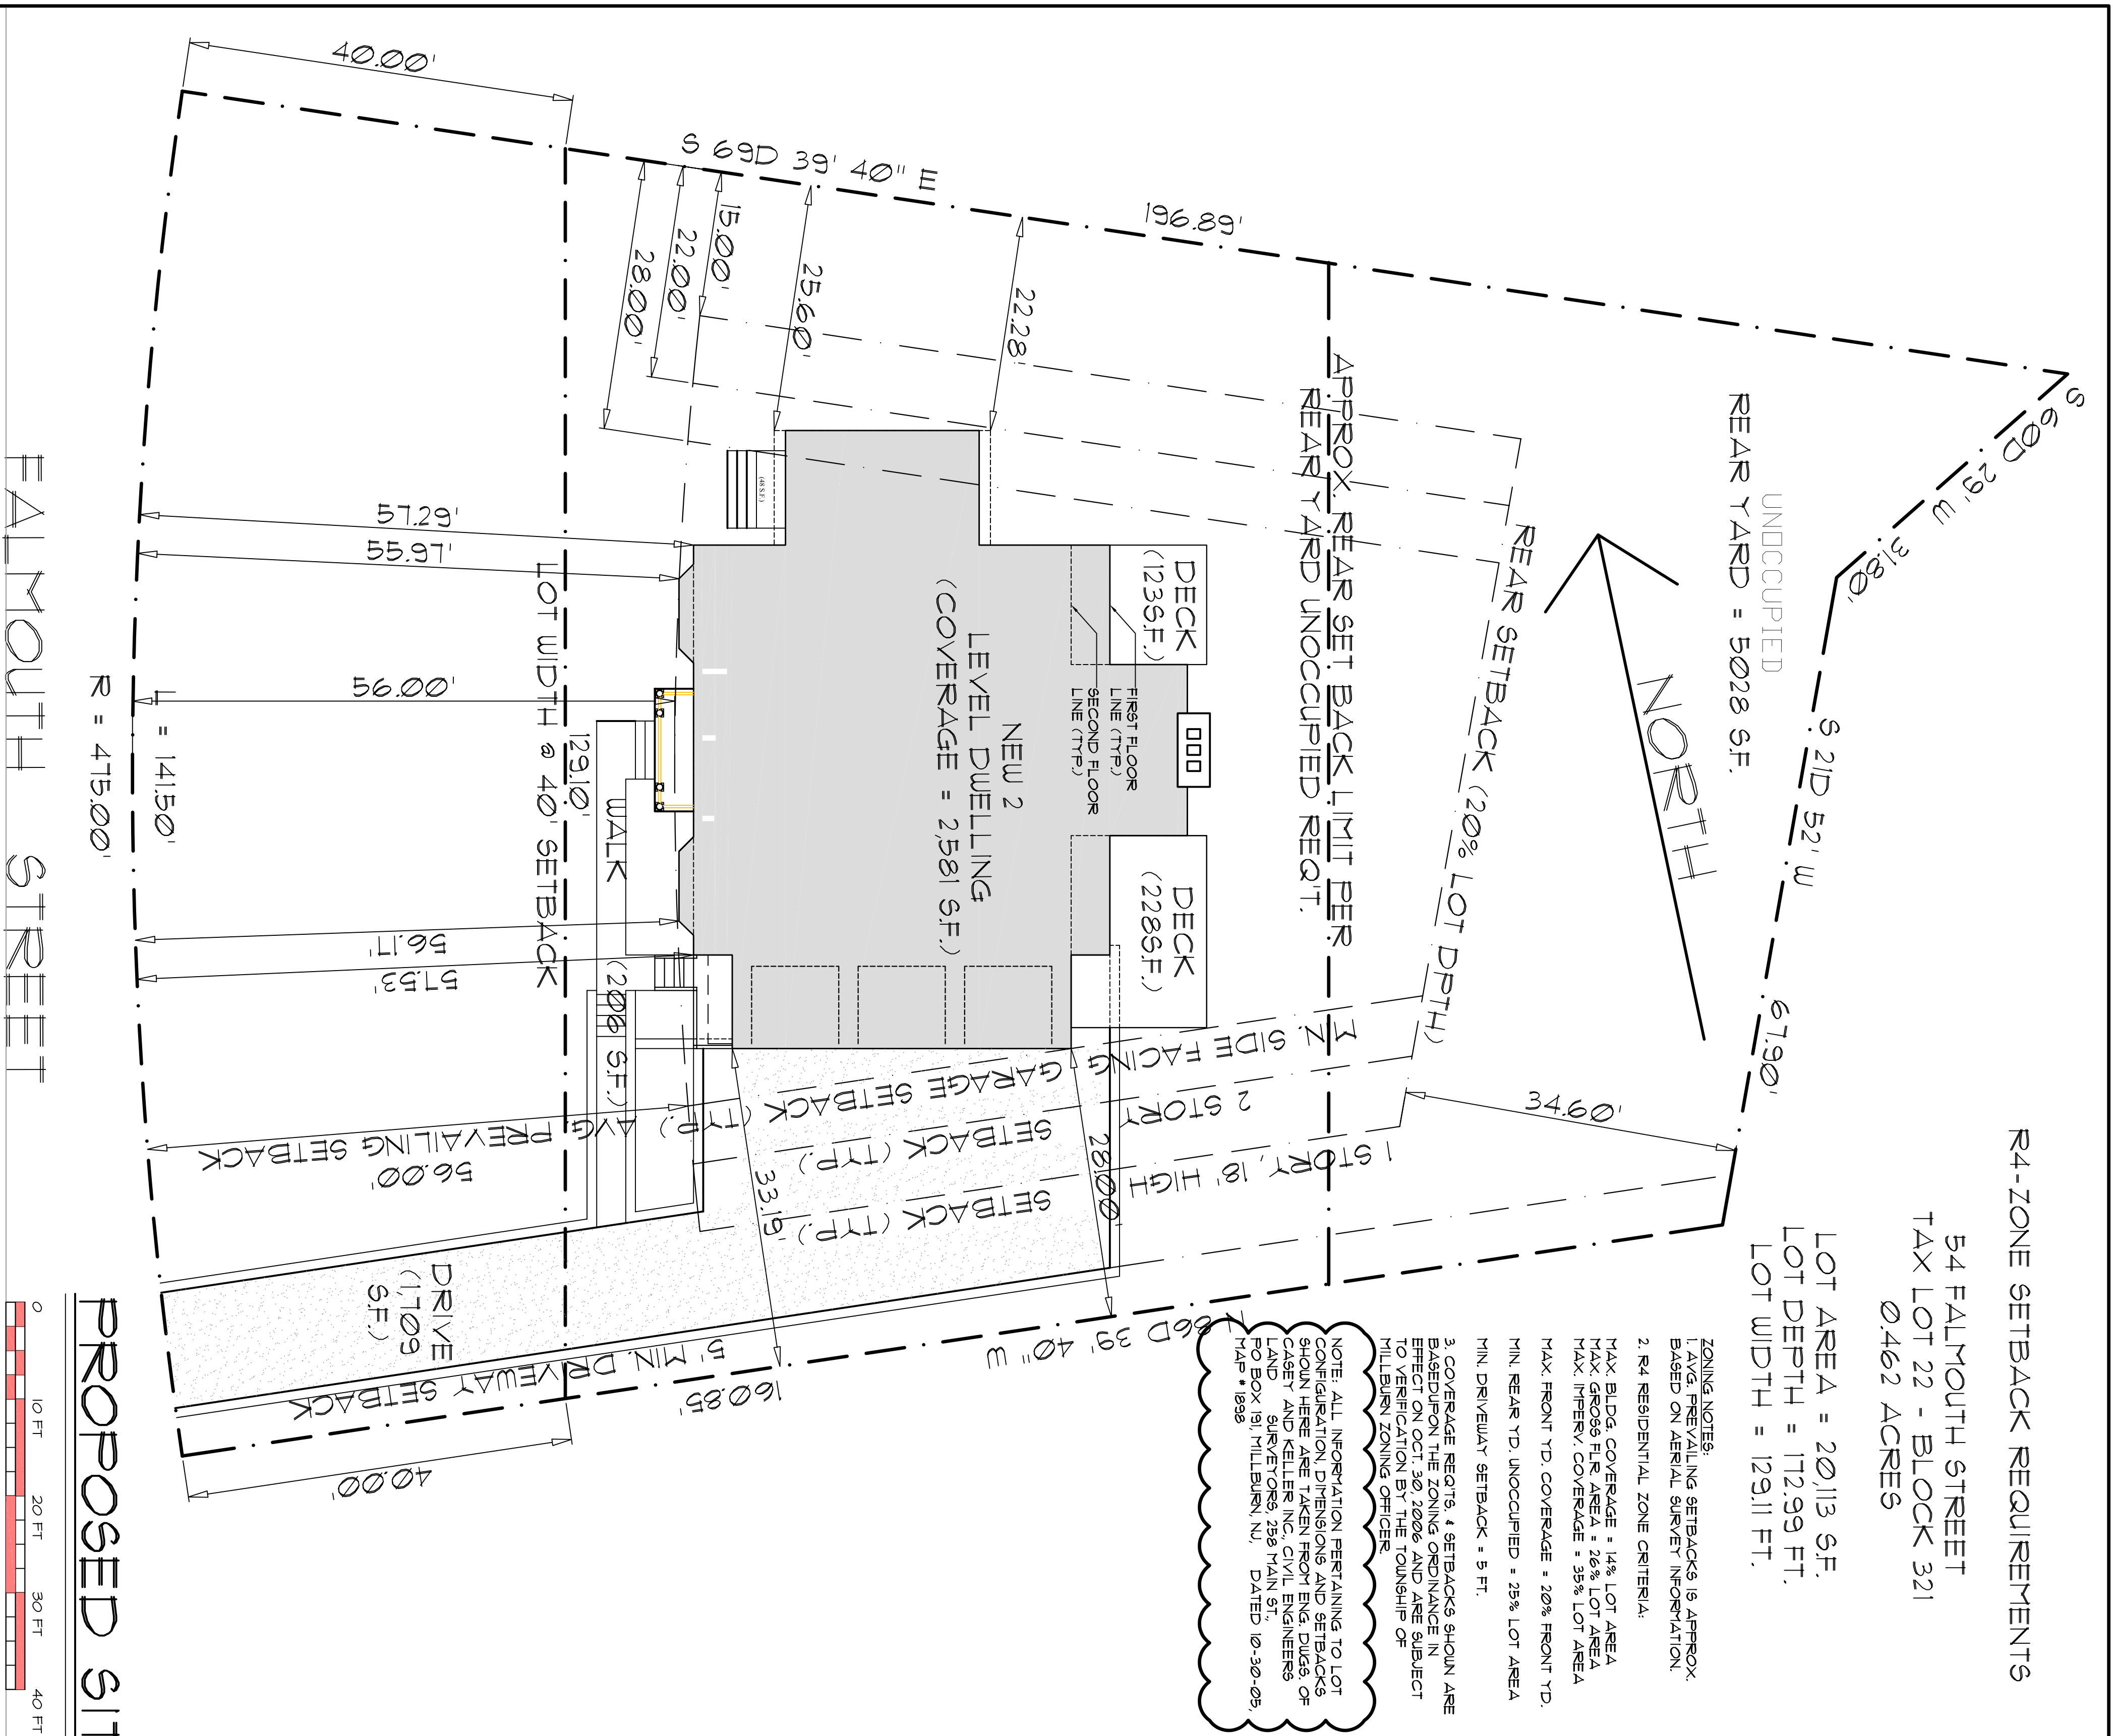 R4-ZONE SETBACK REQUIREMENTS
54 FALMOUTH STREET
TAX LOT 22 - BLOCK 321
0.462 ACRES
LOT AREA = 20,113 S.F.
LOT DEPTH = 172.99 FT.
LOT WIDTH = 129.11 FT.
ZONING NOTES:
1. AVG. PREVAILING SETBACKS IS APPROX.
BASED ON AERIAL SURVEY INFORMATION.
2. R4 RESIDENTIAL ZONE CRITERIA:
MAX. BLDG. COVERAGE = 14% LOT AREA
MAX. GROSS FLR. AREA = 26% LOT AREA
MAX. IMPERV. COVERAGE = 35% LOT AREA
MAX. FRONT YD. COVERAGE = 20% FRONT YD.
MIN. REAR YD. UNOCCUPIED = 25% LOT AREA
MIN. DRIVEWAY SETBACK = 5 FT.
3. COVERAGE REQ'TS. & SETBACKS SHOWN ARE
BASEDUPON THE ZONING ORDINANCE IN
EFFECT ON OCT. 30, 2006 AND ARE SUBJECT
TO VERIFICATION BY THE TOWNSHIP OF
MILLBURN ZONING OFFICER.
NOTE: ALL INFORMATION PERTAINING TO LOT
CONFIGURATION, DIMENSIONS AND SETBACKS
SHOWN HERE ARE TAKEN FROM ENG. DWGS. OF
CASEY AND KELLER INC., CIVIL ENGINEERS
LAND SURVEYORS, 258 MAIN ST.,
PO BOX 191, MILLBURN, NJ, DATED 10-30-05,
MAP # 1898
S 60D 29' W
31.80'
S 21D 52' W
67.90'
UNOCCUPIED
REAR YARD = 5028 S.F.
NORTH
34.60'
REAR SETBACK (20% LOT DPTH)
APPROX. REAR SET BACK LIMIT PER
REAR YARD UNOCCUPIED REQ'T.
196.89'
S 69D 39' 40" E
40.00'
15.00'
22.00'
28.00'
25.60'
22.28'
DECK
(123S.F.)
DECK
(228S.F.)
FIRST FLOOR
LINE (TYP.)
SECOND FLOOR
LINE (TYP.)
NEW 2
LEVEL DWELLING
(COVERAGE = 2,581 S.F.)
(48 S.F.)
M N. SIDE FACING GARAGE SETBACK (TYP.)
2 STORY SETBACK (TYP.)
1 STORY, 18' HIGH SETBACK (TYP.)
28.00
33.19'
86D 39' 40" W
160.85'
5' MIN. DRIVEWAY SETBACK
40.00'
DRIVE
(1,709
S.F.)
129.10'
WALK
(206 S.F.)
LOT WIDTH @ 40' SETBACK
57.29'
55.97'
56.00'
56.17'
57.53'
AVG. PREVAILING SETBACK
56.00'
L = 141.50'
R = 475.00'
FALMOUTH STREET
PROPOSED SIT
0 10 FT 20 FT 30 FT 40 FT